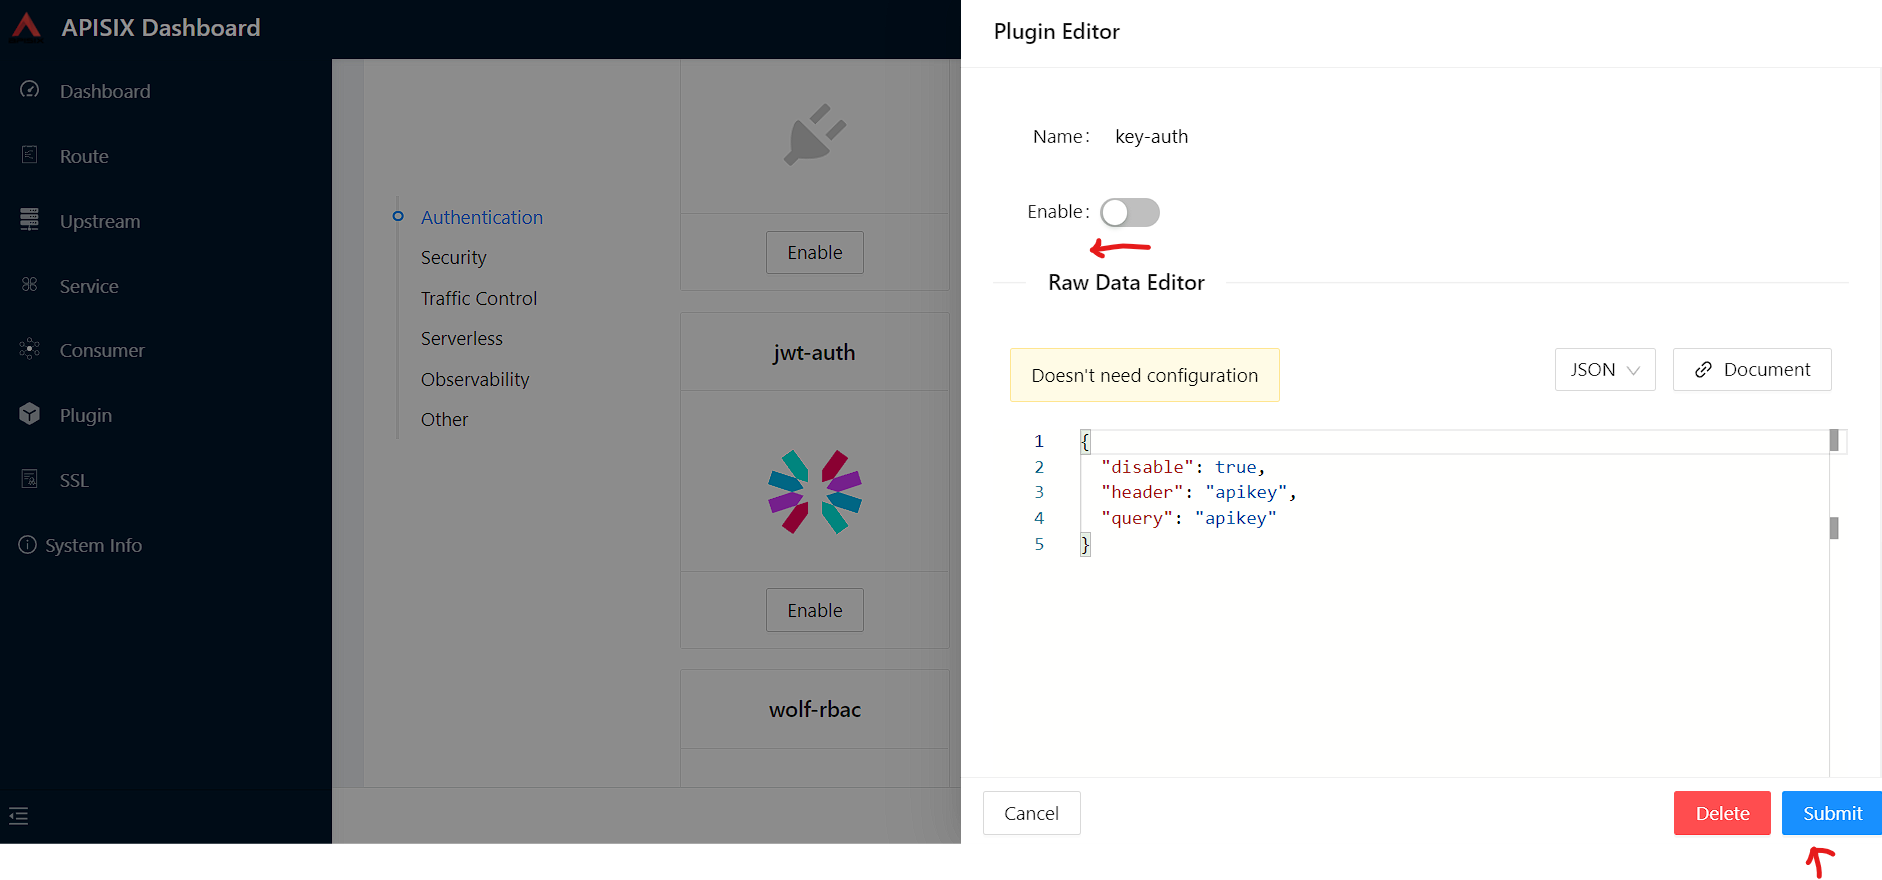 APISIX Dashboard
Dashboard
Route
Upstream
Service
Consumer
Plugin
SSL
System Info
Authentication
Security
Traffic Control
Serverless
Observability
Other
Enable
jwt-auth
Enable
wolf-rbac
Plugin Editor
Name: key-auth
Enable:
Raw Data Editor
Doesn't need configuration
JSON
Document
1 {
2 "disable": true,
3 "header": "apikey",
4 "query": "apikey"
5 }
Cancel
Delete
Submit